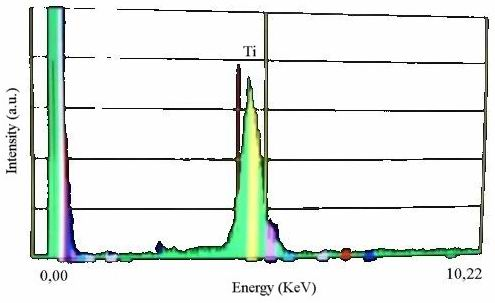 Ti
Intensity (a.u.)
0,00
10,22
Energy (KeV)